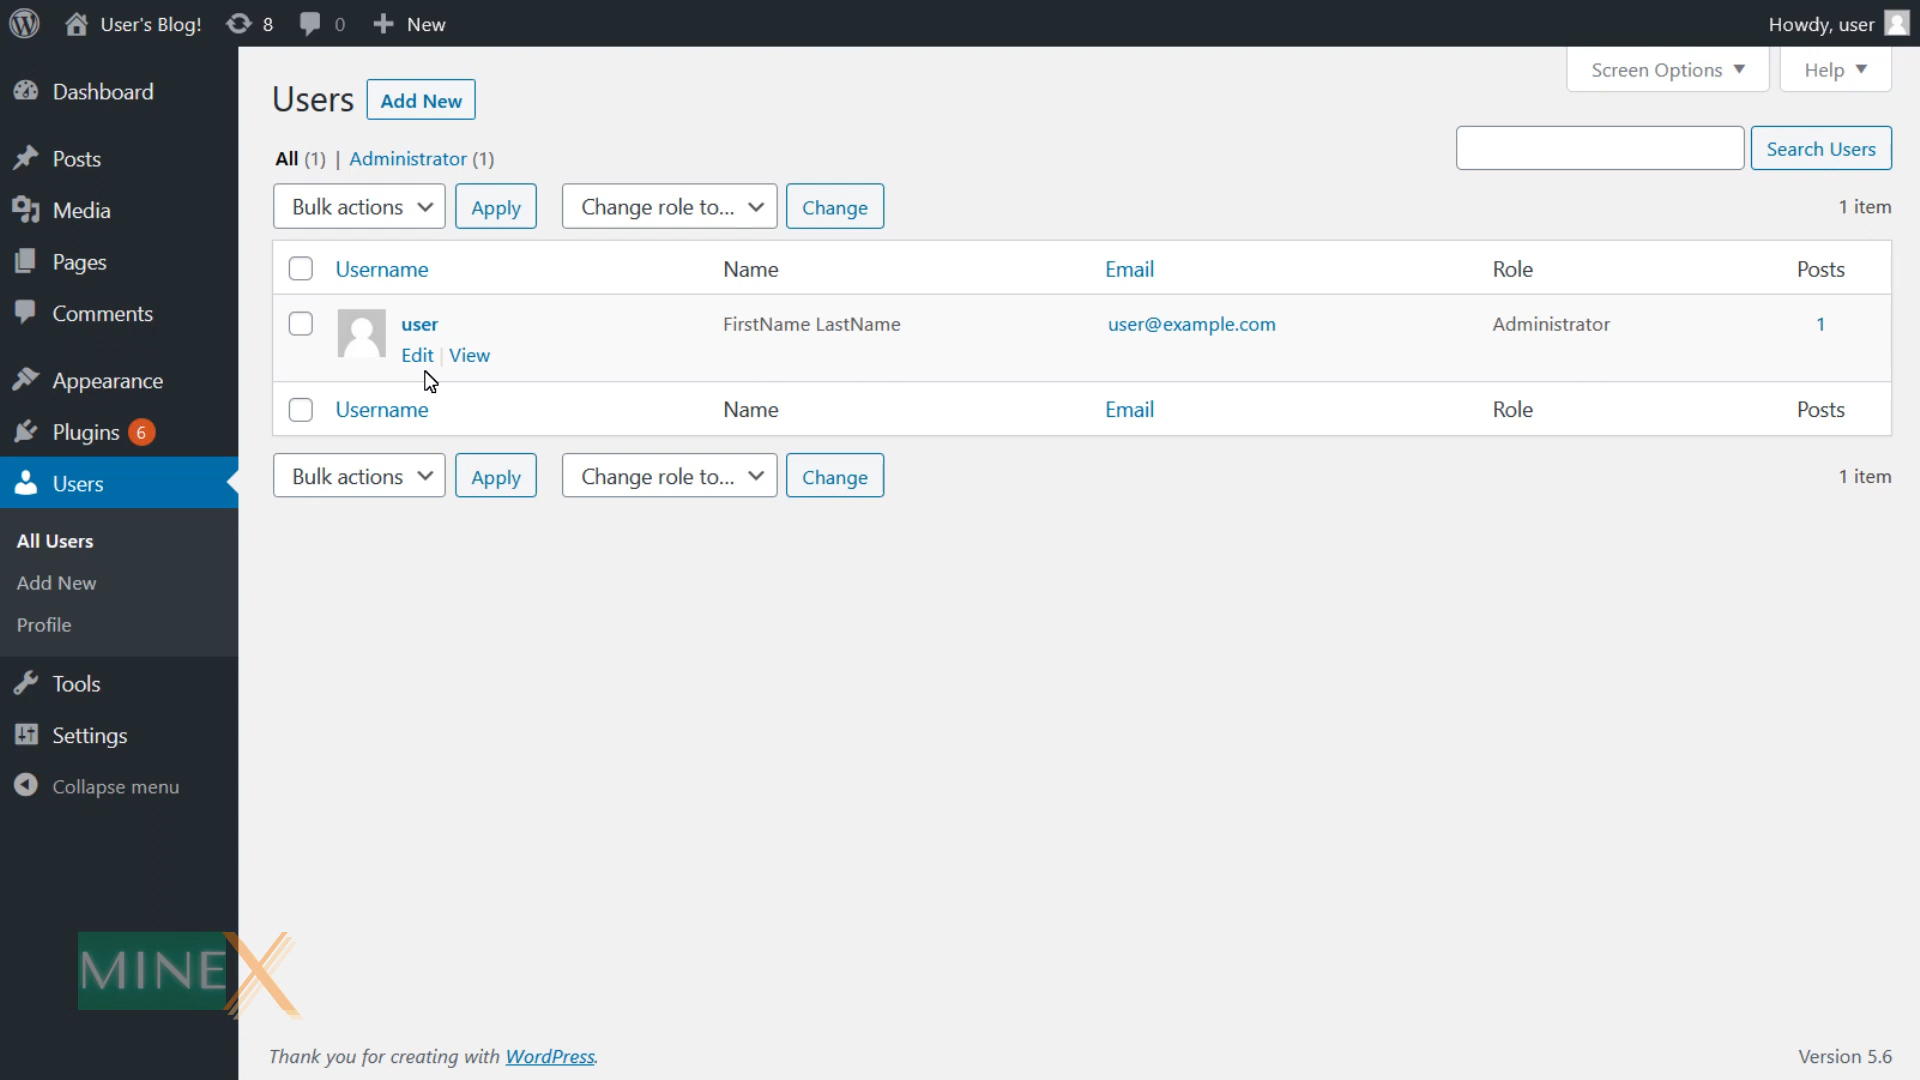 User's Blog! 8 0 New Howdy, user
Screen Options Help
Dashboard
Posts
Media
Pages
Comments
Appearance
Plugins 6
Users
All Users
Add New
Profile
Tools
Settings
Collapse menu
Users Add New
All (1) | Administrator (1)
Search Users
Bulk actions Apply Change role to... Change 1 item
Username Name Email Role Posts
user FirstName LastName user@example.com Administrator 1
Edit | View
Username Name Email Role Posts
Bulk actions Apply Change role to... Change 1 item
MINEX
Thank you for creating with WordPress. Version 5.6